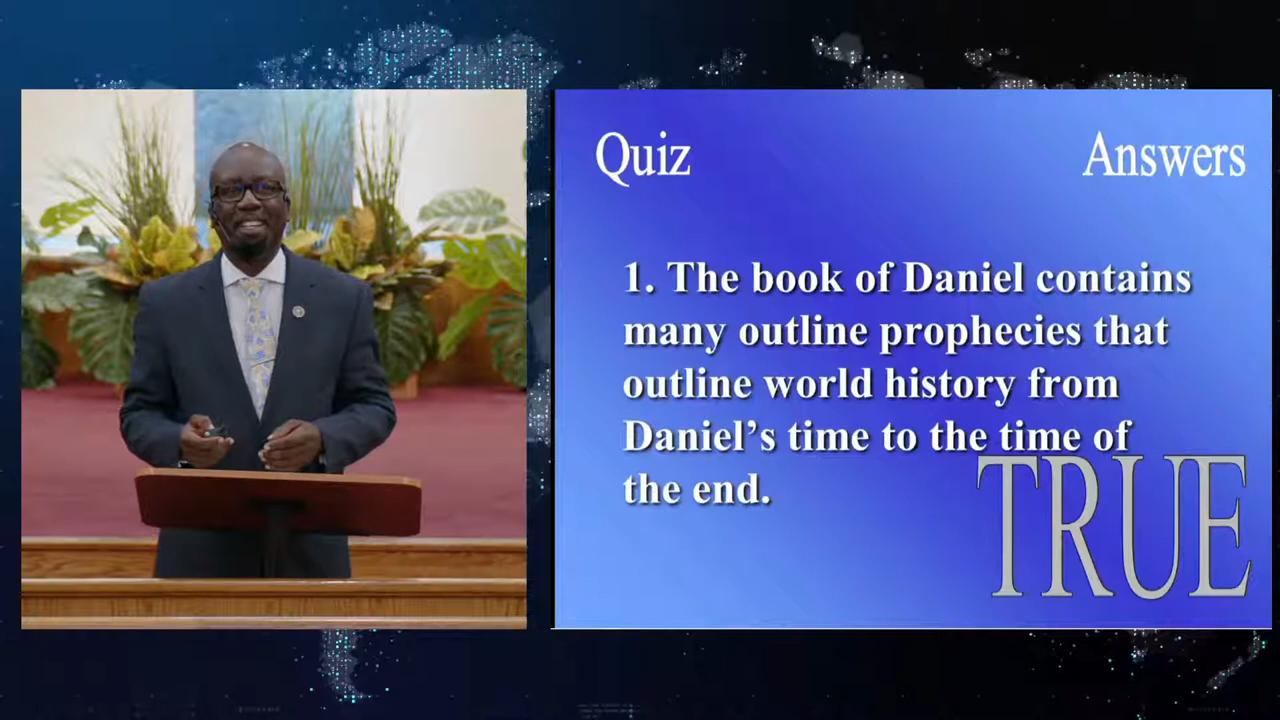 Quiz Answers
1. The book of Daniel contains
many outline prophecies that
outline world history from
Daniel's time to the time of
the end.
TRUE